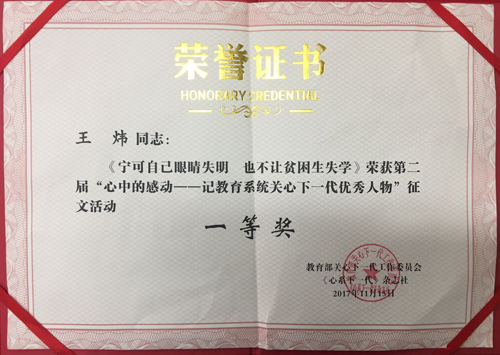 荣誉证书
HONORARY CREDENTIAL
王 炜 同志：
《宁可自己眼睛失明 也不让贫困生失学》荣获第二
届“心中的感动——记教育系统关心下一代优秀人物”征
文活动
一等奖
教育部关心下一代工作委员会
《心系下一代》杂志社
2017年11月15日